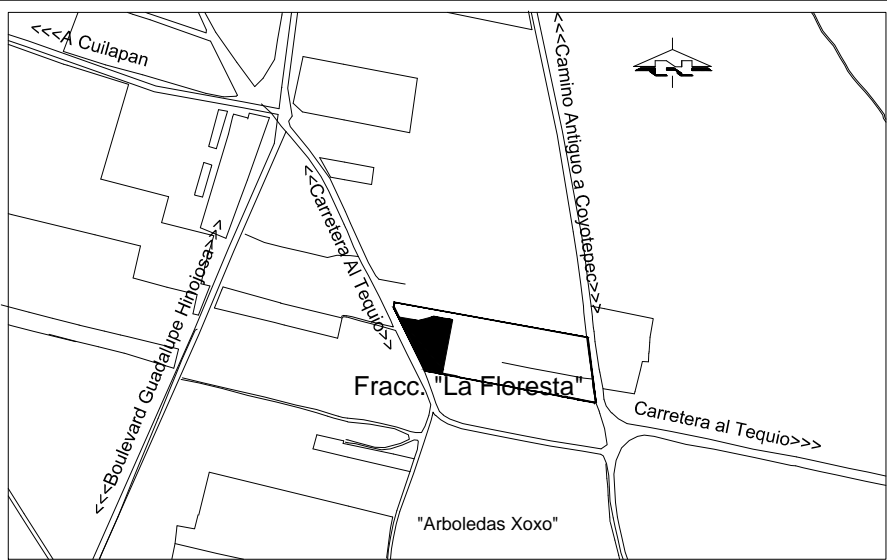 <<<A Cuilapan
<<<Camino Antiguo a Coyotepec>>>
<<Carretera Al Tequio>>
<<<Boulevard Guadalupe Hinojosa>>>
Fracc. "La Floresta"
Carretera al Tequio>>>
"Arboledas Xoxo"